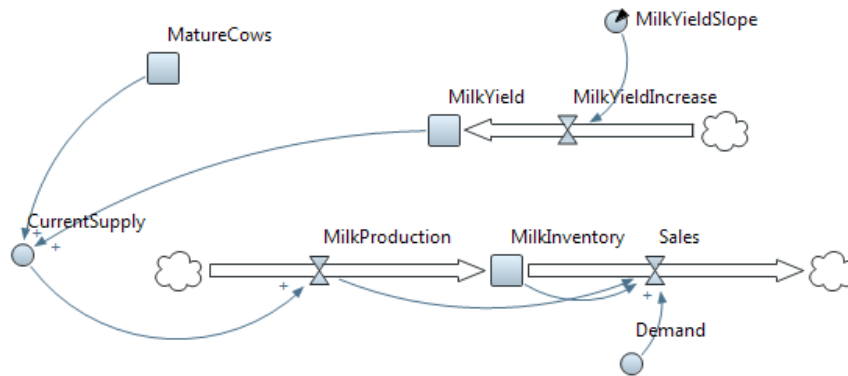 MilkYieldSlope
MatureCows
MilkYield
MilkYieldIncrease
CurrentSupply
+
+
MilkProduction
MilkInventory
Sales
+
+
Demand